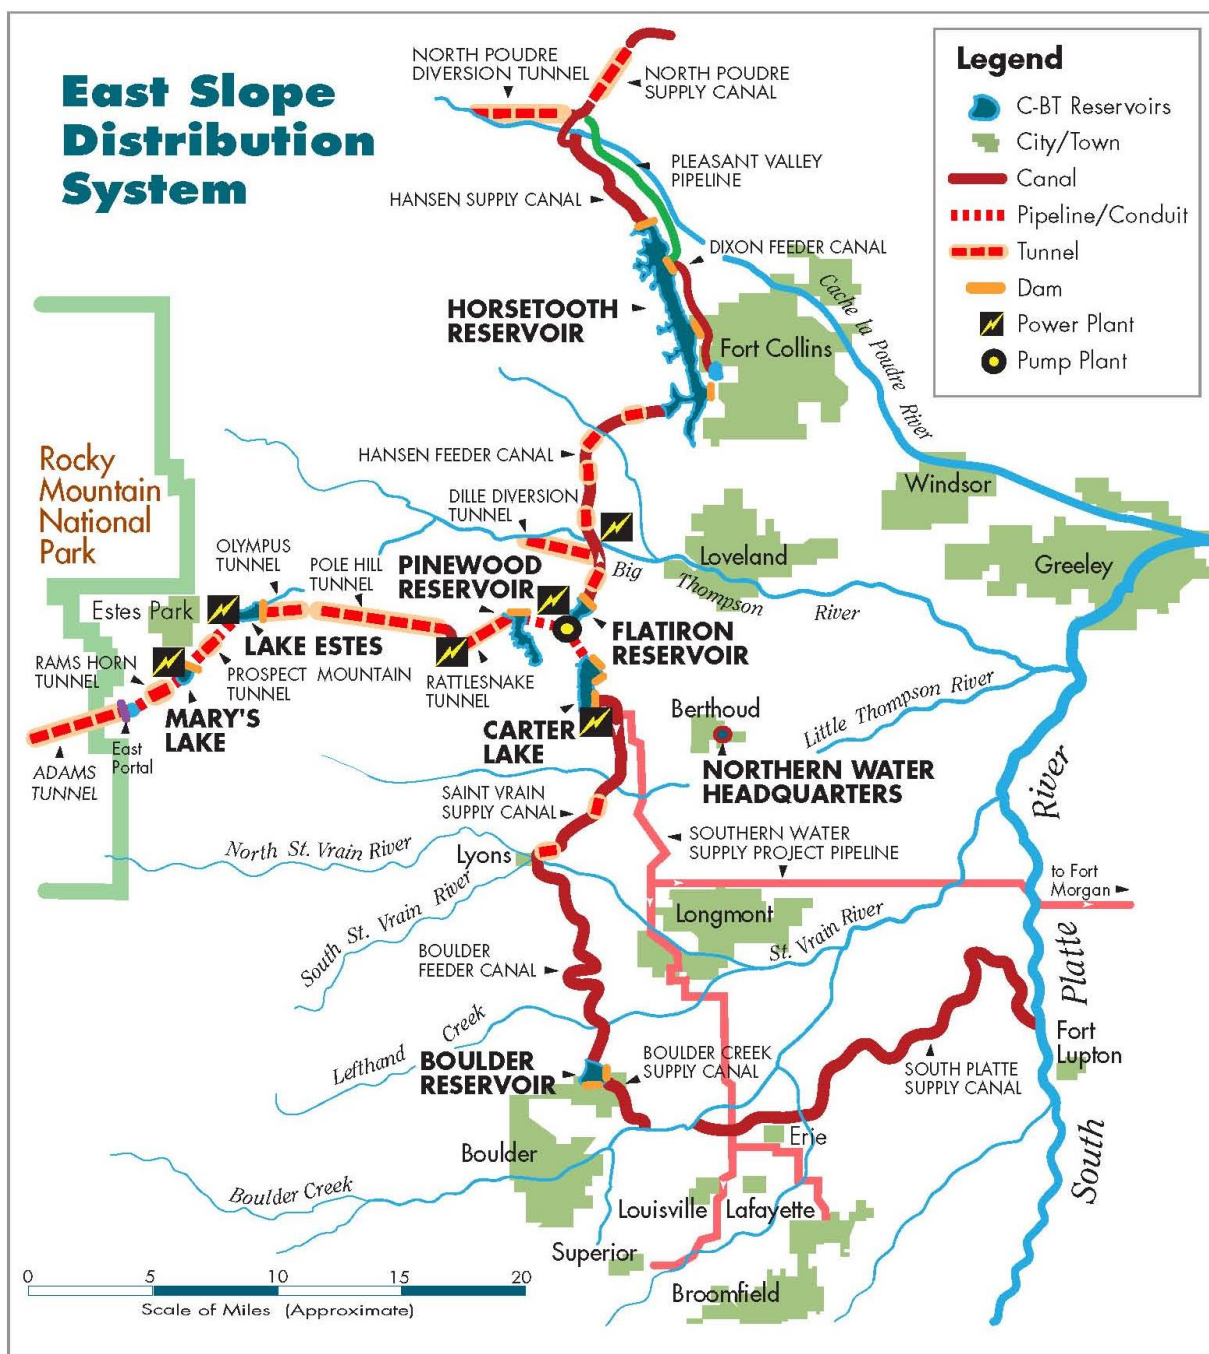 East Slope
Distribution
System
NORTH POUDRE
DIVERSION TUNNEL
NORTH POUDRE
SUPPLY CANAL
Legend
C-BT Reservoirs
City/Town
Canal
Pipeline/Conduit
Tunnel
Dam
Power Plant
Pump Plant
PLEASANT VALLEY
PIPELINE
HANSEN SUPPLY CANAL
DIXON FEEDER CANAL
HORSETOOTH
RESERVOIR
Fort Collins
Cache la Poudre River
Rocky
Mountain
National
Park
HANSEN FEEDER CANAL
Windsor
DILLE DIVERSION
TUNNEL
OLYMPUS
TUNNEL
POLE HILL
TUNNEL
PINEWOOD
RESERVOIR
Loveland
Greeley
Big Thompson River
Estes Park
LAKE ESTES
FLATIRON
RESERVOIR
RAMS HORN
TUNNEL
PROSPECT MOUNTAIN
TUNNEL
RATTLESNAKE
TUNNEL
MARY'S
LAKE
CARTER
LAKE
Berthoud
Little Thompson River
East
Portal
ADAMS
TUNNEL
NORTHERN WATER
HEADQUARTERS
SAINT VRAIN
SUPPLY CANAL
North St. Vrain River
Lyons
SOUTHERN WATER
SUPPLY PROJECT PIPELINE
to Fort
Morgan
South St. Vrain River
Longmont
St. Vrain River
BOULDER
FEEDER CANAL
South Platte River
Lefthand Creek
BOULDER
RESERVOIR
BOULDER CREEK
SUPPLY CANAL
SOUTH PLATTE
SUPPLY CANAL
Fort
Lupton
Erie
Boulder
Boulder Creek
Louisville
Lafayette
Superior
Broomfield
0 5 10 15 20
Scale of Miles (Approximate)